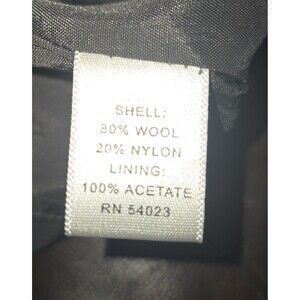 SHELL:
80% WOOL
20% NYLON
LINING:
100% ACETATE
RN 54023